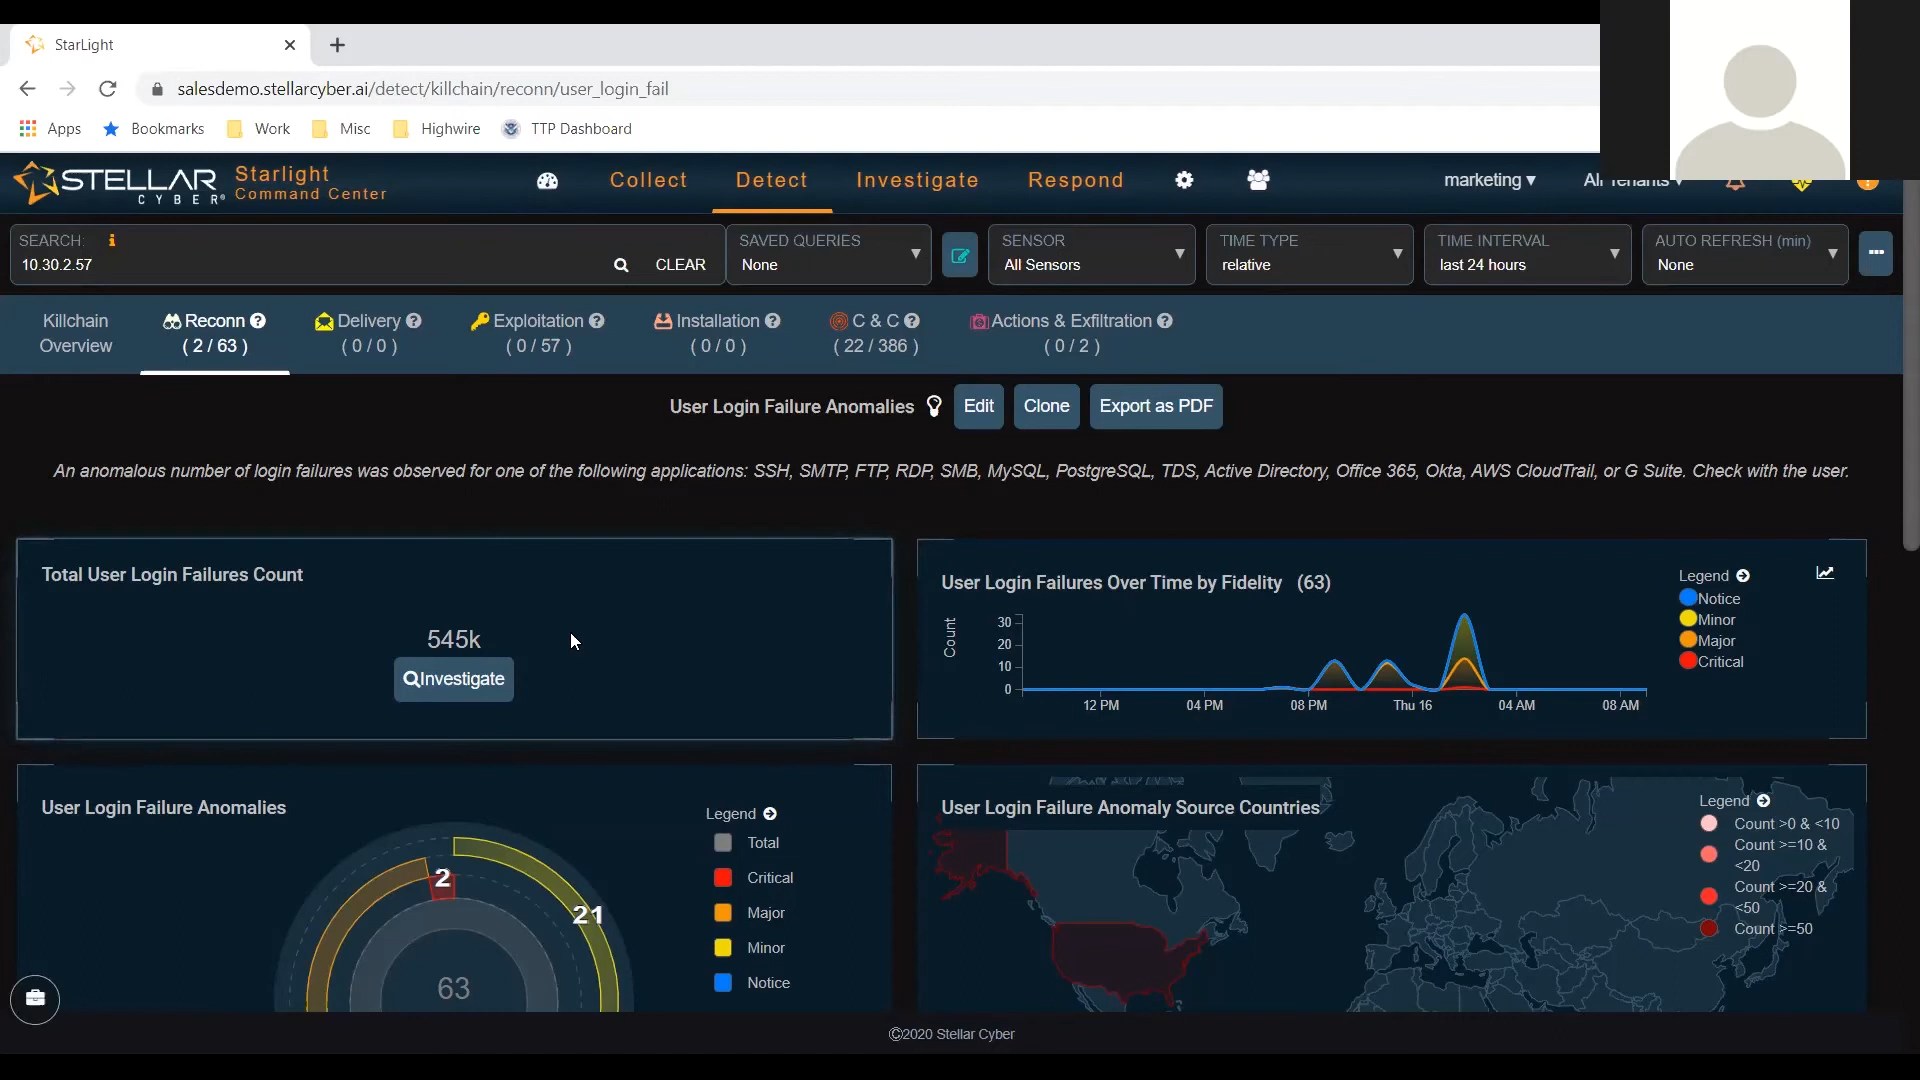 StarLight
salesdemo.stellarcyber.ai/detect/killchain/reconn/user_login_fail
Apps Bookmarks Work Misc Highwire TTP Dashboard
STELLAR CYBER® Starlight Command Center
Collect Detect Investigate Respond marketing All Tenants
SEARCH: SAVED QUERIES SENSOR TIME TYPE TIME INTERVAL AUTO REFRESH (min)
10.30.2.57 CLEAR None All Sensors relative last 24 hours None
Killchain Reconn Delivery Exploitation Installation C & C Actions & Exfiltration
Overview ( 2 / 63 ) ( 0 / 0 ) ( 0 / 57 ) ( 0 / 0 ) ( 22 / 386 ) ( 0 / 2 )
User Login Failure Anomalies Edit Clone Export as PDF
An anomalous number of login failures was observed for one of the following applications: SSH, SMTP, FTP, RDP, SMB, MySQL, PostgreSQL, TDS, Active Directory, Office 365, Okta, AWS CloudTrail, or G Suite. Check with the user.
Total User Login Failures Count
545k
Investigate
User Login Failures Over Time by Fidelity (63)
Legend
Notice
Minor
Major
Critical
Count
30
20
10
0
12 PM 04 PM 08 PM Thu 16 04 AM 08 AM
User Login Failure Anomalies
Legend
Total
Critical
Major
Minor
Notice
2
21
63
User Login Failure Anomaly Source Countries
Legend
Count >0 & <10
Count >=10 &
<20
Count >=20 &
<50
Count >=50
©2020 Stellar Cyber